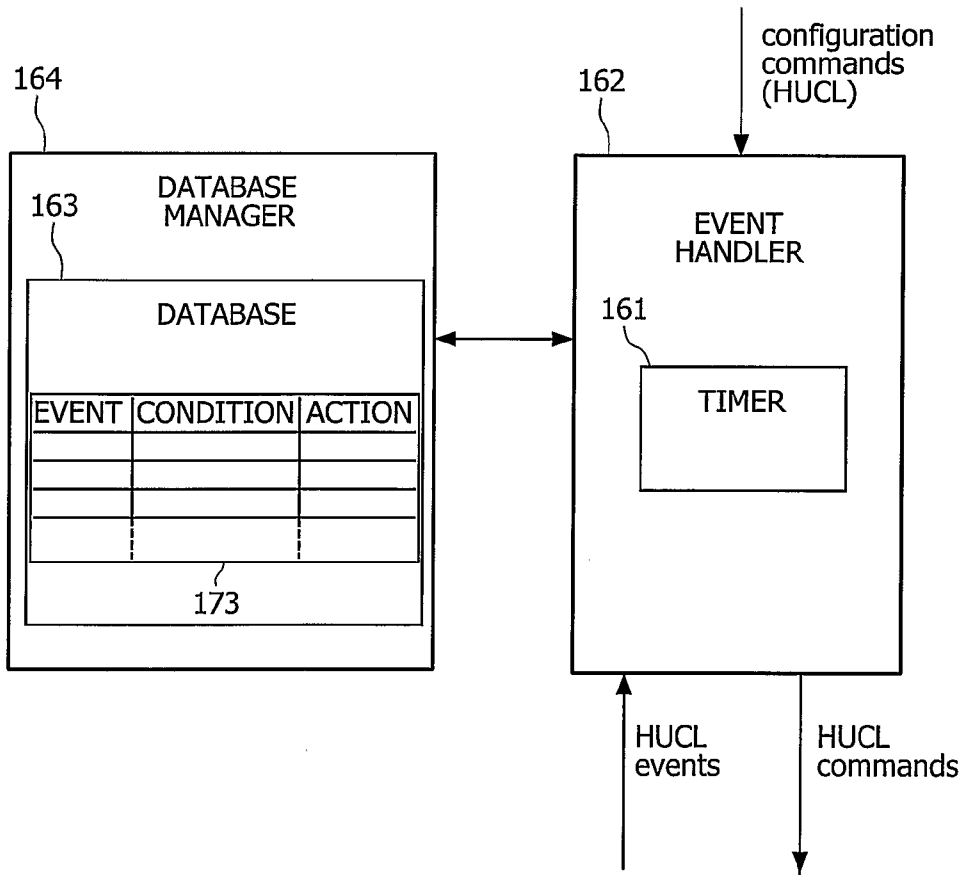 164
DATABASE
MANAGER
163
DATABASE
EVENT CONDITION ACTION
173
configuration
commands
(HUCL)
162
EVENT
HANDLER
161
TIMER
HUCL
events
HUCL
commands